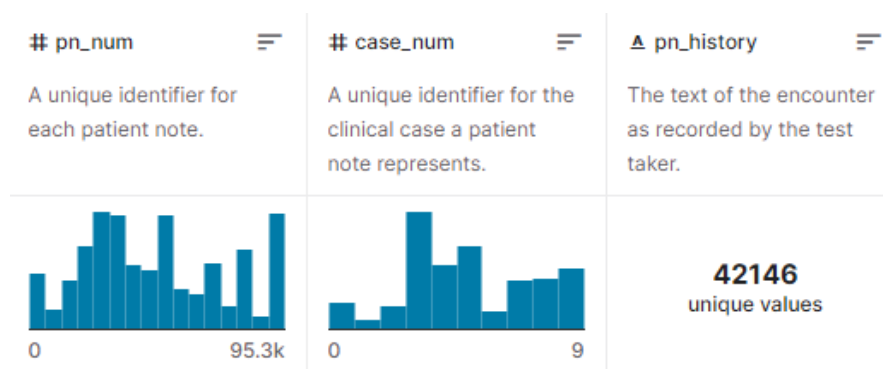 # pn_num
A unique identifier for
each patient note.
0 95.3k
# case_num
A unique identifier for the
clinical case a patient
note represents.
0 9
A pn_history
The text of the encounter
as recorded by the test
taker.
42146
unique values